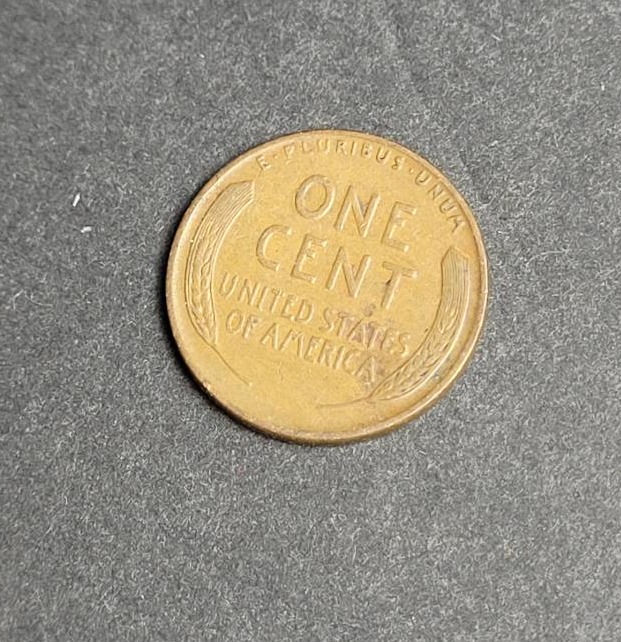 E·PLURIBUS·UNUM
ONE
CENT
UNITED STATES
OF AMERICA